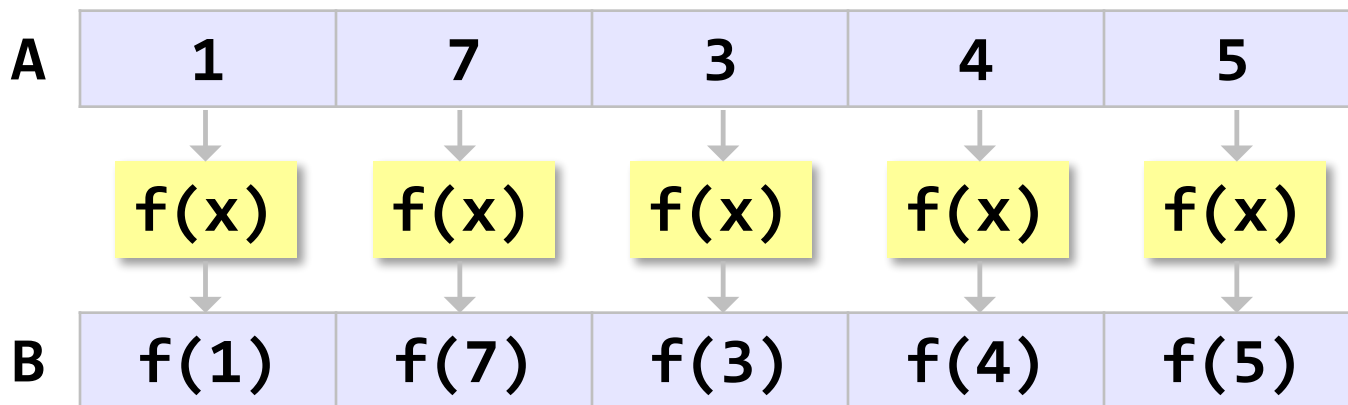 A 1 7 3 4 5
f(x) f(x) f(x) f(x) f(x)
B f(1) f(7) f(3) f(4) f(5)